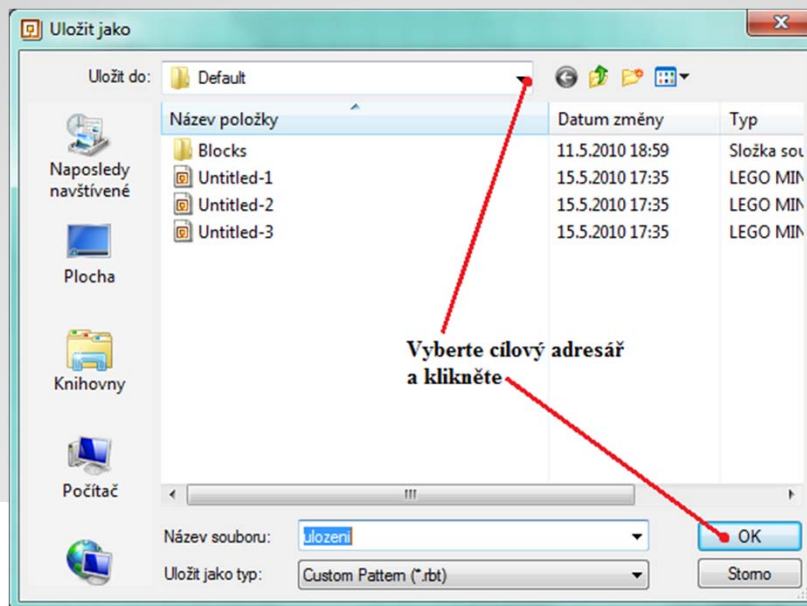 Uložit jako
Uložit do: Default
Název položky Datum změny Typ
Blocks 11.5.2010 18:59 Složka sou
Untitled-1 15.5.2010 17:35 LEGO MIN
Untitled-2 15.5.2010 17:35 LEGO MIN
Untitled-3 15.5.2010 17:35 LEGO MIN
Naposledy
navštívené
Plocha
Knihovny
Počítač
Vyberte cílový adresář
a klikněte
Název souboru: ulozeni OK
Uložit jako typ: Custom Pattern (*.rbt) Storno